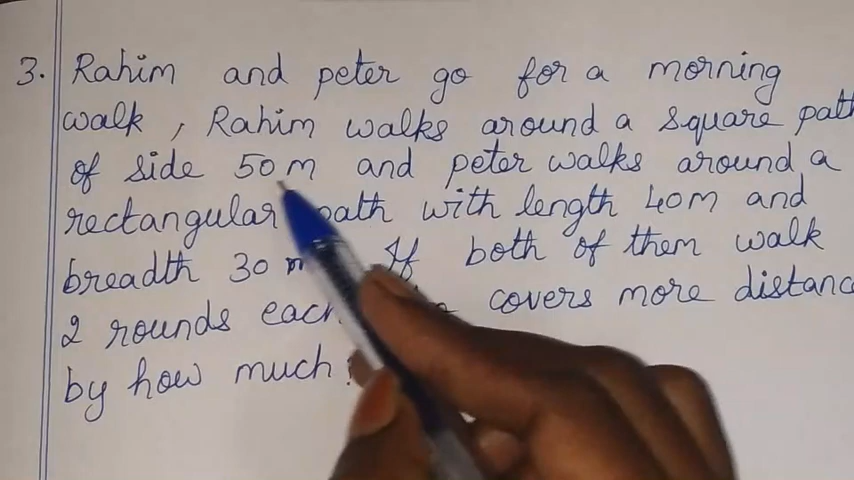 3. Rahim and peter go for a morning
walk, Rahim walks around a square path
of side 50m and peter walks around a
rectangular path with length 40m and
breadth 30 m If both of them walk
2 rounds each covers more distance
by how much